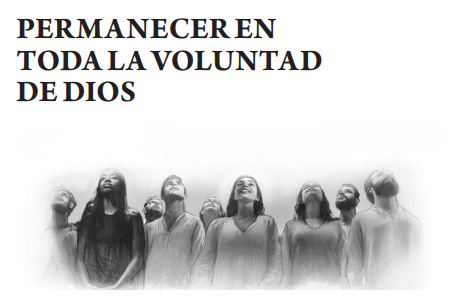 PERMANECER EN
TODA LA VOLUNTAD
DE DIOS